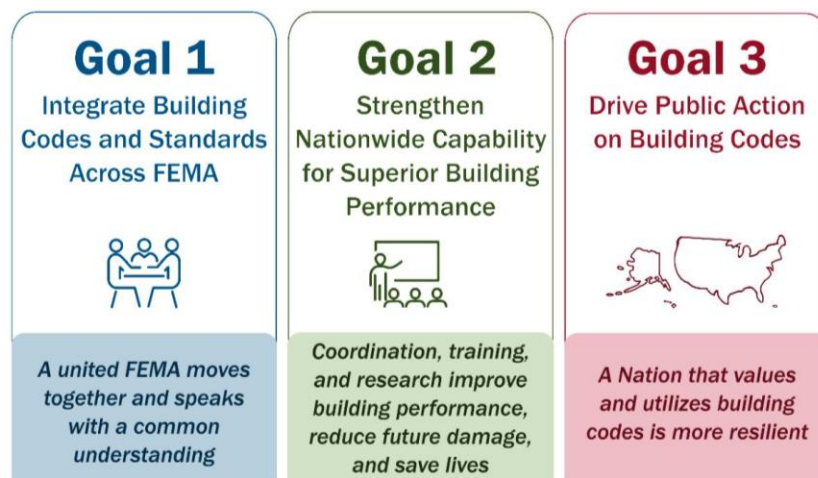 Goal 1
Integrate Building
Codes and Standards
Across FEMA
A united FEMA moves
together and speaks
with a common
understanding
Goal 2
Strengthen
Nationwide Capability
for Superior Building
Performance
Coordination, training,
and research improve
building performance,
reduce future damage,
and save lives
Goal 3
Drive Public Action
on Building Codes
A Nation that values
and utilizes building
codes is more resilient